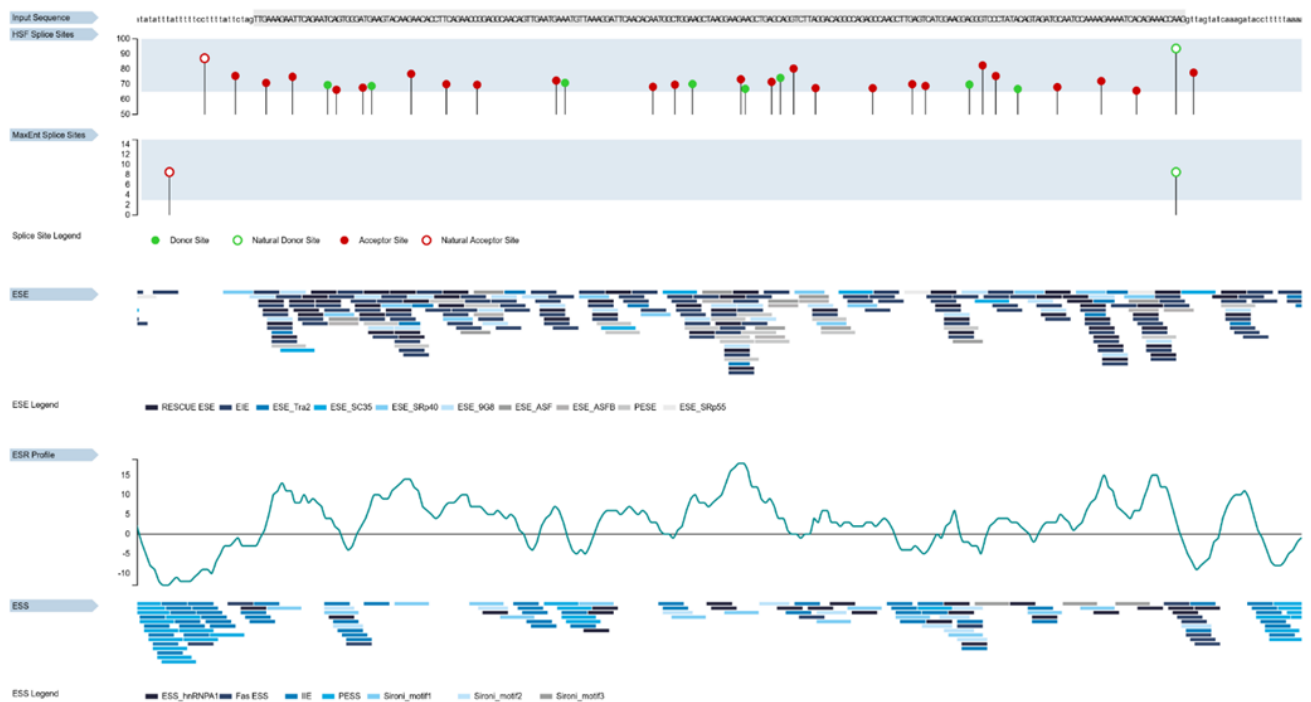 Input Sequence
HSF Splice Sites
100
90
80
70
60
50
MaxEnt Splice Sites
14
12
10
8
6
4
2
0
Splice Site Legend
Donor Site
Natural Donor Site
Acceptor Site
Natural Acceptor Site
ESE
ESE Legend
RESCUE ESE
EIE
ESE_Tra2
ESE_SC35
ESE_SRp40
ESE_9G8
ESE_ASF
ESE_ASFB
PESE
ESE_SRp55
ESR Profile
15
10
5
0
-5
-10
ESS
ESS Legend
ESS_hnRNPA1
Fas ESS
IIE
PESS
Sironi_motif1
Sironi_motif2
Sironi_motif3